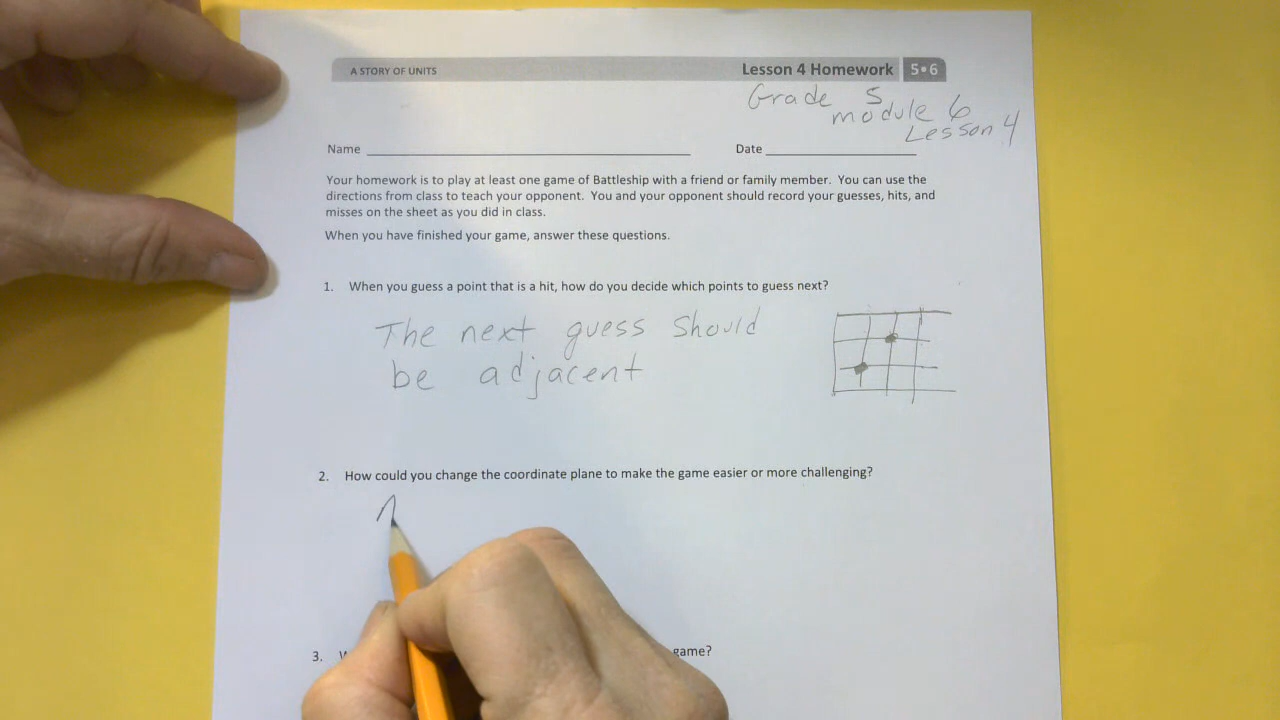 A STORY OF UNITS
Lesson 4 Homework 5•6
Grade 5
module 6
Lesson 4
Name
Date
Your homework is to play at least one game of Battleship with a friend or family member. You can use the
directions from class to teach your opponent. You and your opponent should record your guesses, hits, and
misses on the sheet as you did in class.
When you have finished your game, answer these questions.
1. When you guess a point that is a hit, how do you decide which points to guess next?
The next guess should
be adjacent
2. How could you change the coordinate plane to make the game easier or more challenging?
3. game?